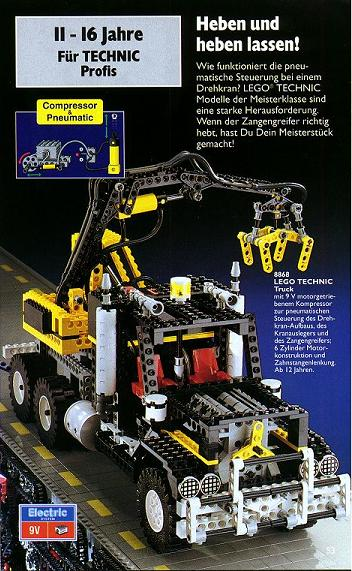 11 - 16 Jahre
Für TECHNIC
Profis
Heben und
heben lassen!
Wie funktioniert die pneu-
matische Steuerung bei einem
Drehkran? LEGO® TECHNIC
Modelle der Meisterklasse sind
eine starke Herausforderung.
Wenn der Zangengreifer richtig
hebt, hast Du Dein Meisterstück
gemacht!
Compressor
&
Pneumatic
8868
LEGO TECHNIC
Truck
mit 9 V motorgetrie-
benem Kompressor
zur pneumatischen
Steuerung des Dreh-
kran-Aufbaus, des
Kranauslegers und
des Zangengreifers;
6 Zylinder Motor-
konstruktion und
Zahnstangenlenkung.
Ab 12 Jahren.
Electric
SYSTEM
9V
53